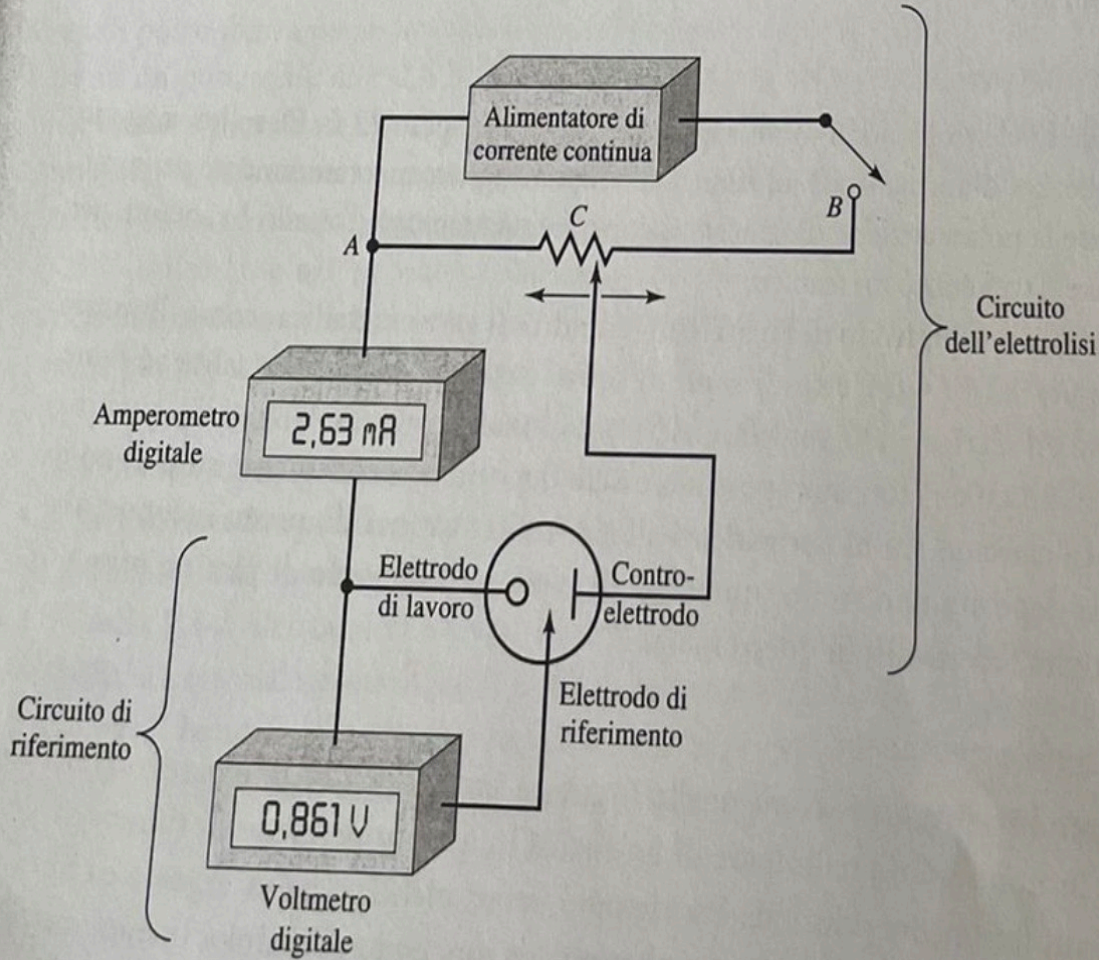 Alimentatore di
corrente continua
C
B
A
Circuito
dell'elettrolisi
Amperometro
digitale
2,63 mA
Elettrodo
di lavoro
Contro-
elettrodo
Elettrodo di
riferimento
Circuito di
riferimento
0,861 V
Voltmetro
digitale